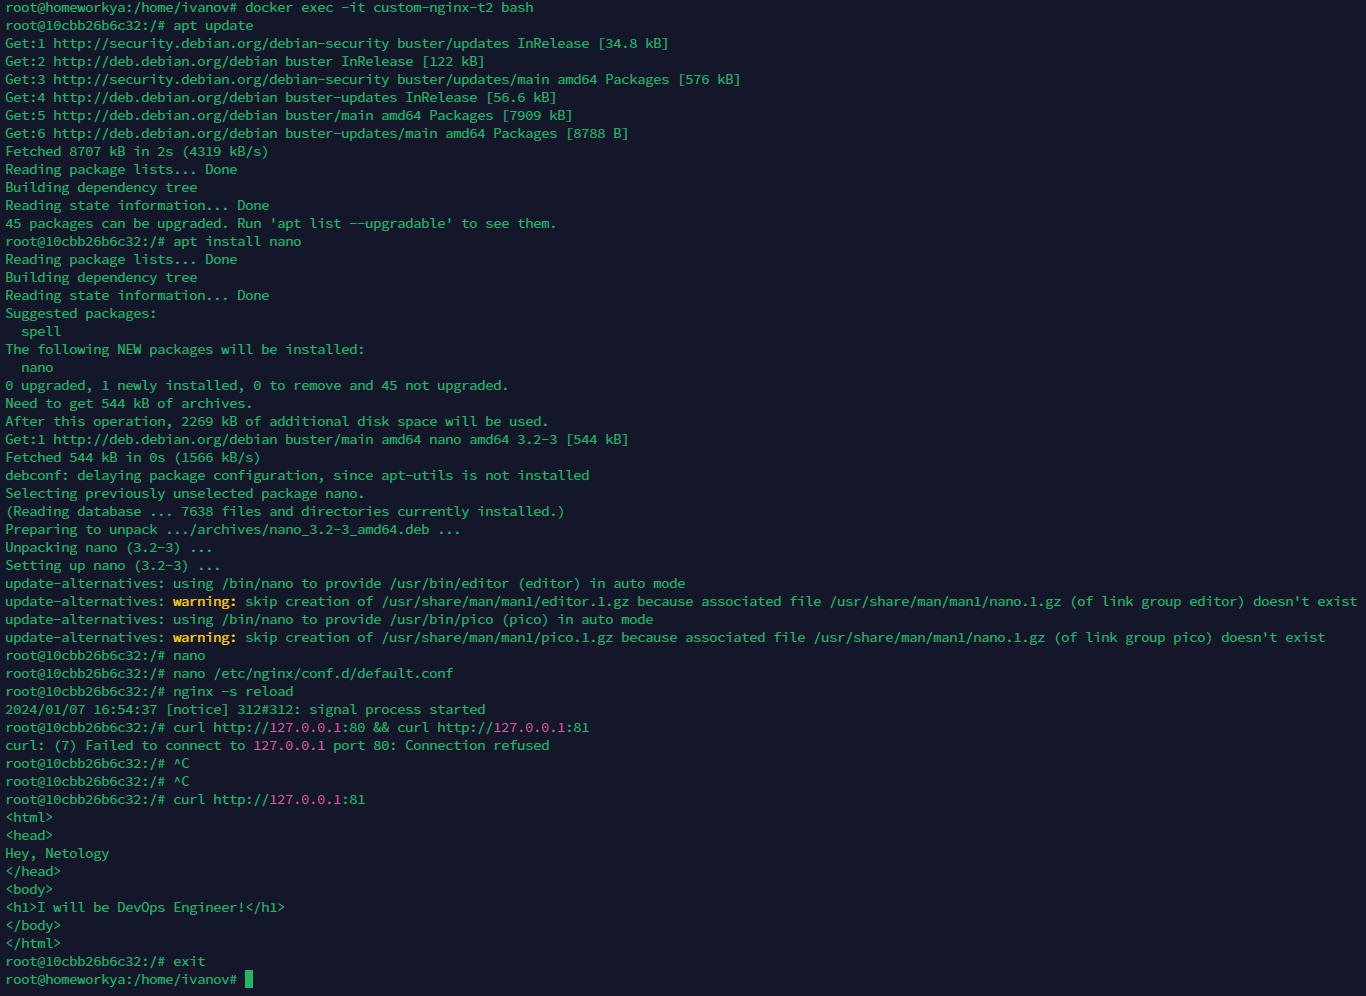 root@homeworkya:/home/ivanov# docker exec -it custom-nginx-t2 bash
root@10cbb26b6c32:/# apt update
Get:1 http://security.debian.org/debian-security buster/updates InRelease [34.8 kB]
Get:2 http://deb.debian.org/debian buster InRelease [122 kB]
Get:3 http://security.debian.org/debian-security buster/updates/main amd64 Packages [576 kB]
Get:4 http://deb.debian.org/debian buster-updates InRelease [56.6 kB]
Get:5 http://deb.debian.org/debian buster/main amd64 Packages [7909 kB]
Get:6 http://deb.debian.org/debian buster-updates/main amd64 Packages [8788 B]
Fetched 8707 kB in 2s (4319 kB/s)
Reading package lists... Done
Building dependency tree
Reading state information... Done
45 packages can be upgraded. Run 'apt list --upgradable' to see them.
root@10cbb26b6c32:/# apt install nano
Reading package lists... Done
Building dependency tree
Reading state information... Done
Suggested packages:
  spell
The following NEW packages will be installed:
  nano
0 upgraded, 1 newly installed, 0 to remove and 45 not upgraded.
Need to get 544 kB of archives.
After this operation, 2269 kB of additional disk space will be used.
Get:1 http://deb.debian.org/debian buster/main amd64 nano amd64 3.2-3 [544 kB]
Fetched 544 kB in 0s (1566 kB/s)
debconf: delaying package configuration, since apt-utils is not installed
Selecting previously unselected package nano.
(Reading database ... 7638 files and directories currently installed.)
Preparing to unpack .../archives/nano_3.2-3_amd64.deb ...
Unpacking nano (3.2-3) ...
Setting up nano (3.2-3) ...
update-alternatives: using /bin/nano to provide /usr/bin/editor (editor) in auto mode
update-alternatives: warning: skip creation of /usr/share/man/man1/editor.1.gz because associated file /usr/share/man/man1/nano.1.gz (of link group editor) doesn't exist
update-alternatives: using /bin/nano to provide /usr/bin/pico (pico) in auto mode
update-alternatives: warning: skip creation of /usr/share/man/man1/pico.1.gz because associated file /usr/share/man/man1/nano.1.gz (of link group pico) doesn't exist
root@10cbb26b6c32:/# nano
root@10cbb26b6c32:/# nano /etc/nginx/conf.d/default.conf
root@10cbb26b6c32:/# nginx -s reload
2024/01/07 16:54:37 [notice] 312#312: signal process started
root@10cbb26b6c32:/# curl http://127.0.0.1:80 && curl http://127.0.0.1:81
curl: (7) Failed to connect to 127.0.0.1 port 80: Connection refused
root@10cbb26b6c32:/# ^C
root@10cbb26b6c32:/# ^C
root@10cbb26b6c32:/# curl http://127.0.0.1:81
<html>
<head>
Hey, Netology
</head>
<body>
<h1>I will be DevOps Engineer!</h1>
</body>
</html>
root@10cbb26b6c32:/# exit
root@homeworkya:/home/ivanov#